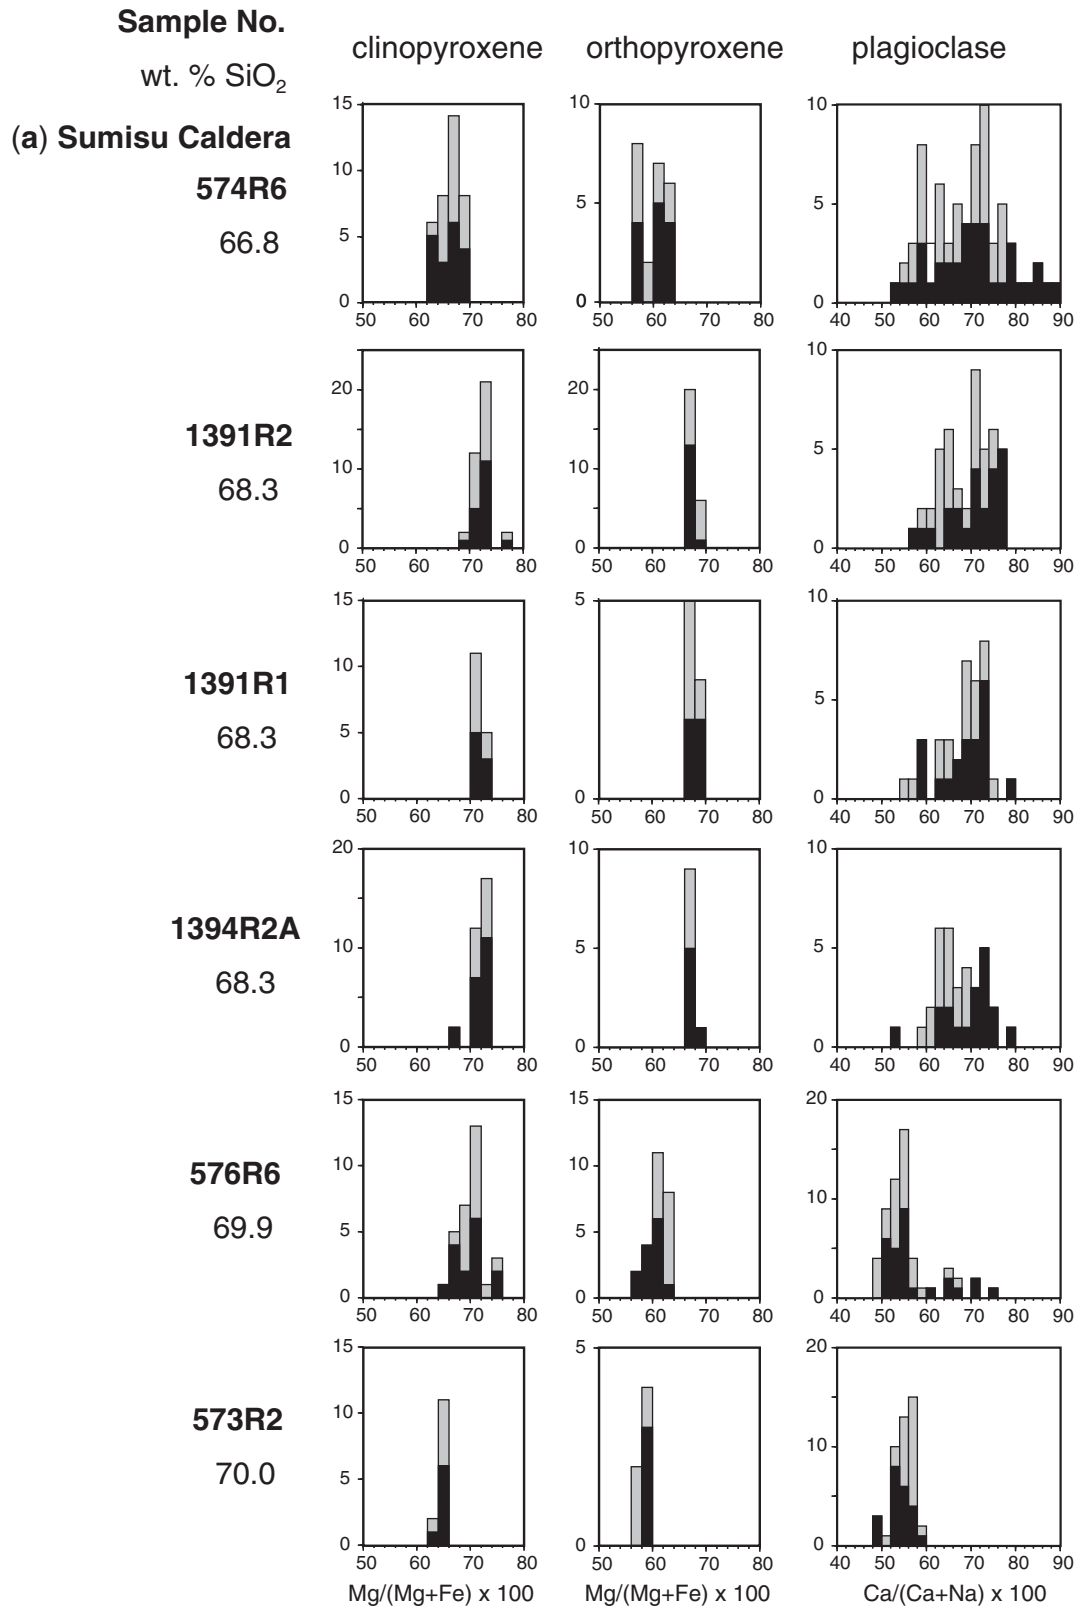 Sample No.
wt. % SiO2
clinopyroxene orthopyroxene plagioclase
(a) Sumisu Caldera
574R6
66.8
15
10
5
0
50 60 70 80
10
5
0
50 60 70 80
10
5
0
40 50 60 70 80 90
1391R2
68.3
20
10
0
50 60 70 80
20
10
0
50 60 70 80
10
5
0
40 50 60 70 80 90
1391R1
68.3
15
10
5
0
50 60 70 80
5
0
50 60 70 80
10
5
0
40 50 60 70 80 90
1394R2A
68.3
20
10
0
50 60 70 80
10
5
0
50 60 70 80
10
5
0
40 50 60 70 80 90
576R6
69.9
15
10
5
0
50 60 70 80
15
10
5
0
50 60 70 80
20
10
0
40 50 60 70 80 90
573R2
70.0
15
10
5
0
50 60 70 80
5
0
50 60 70 80
20
10
0
40 50 60 70 80 90
Mg/(Mg+Fe) x 100 Mg/(Mg+Fe) x 100 Ca/(Ca+Na) x 100